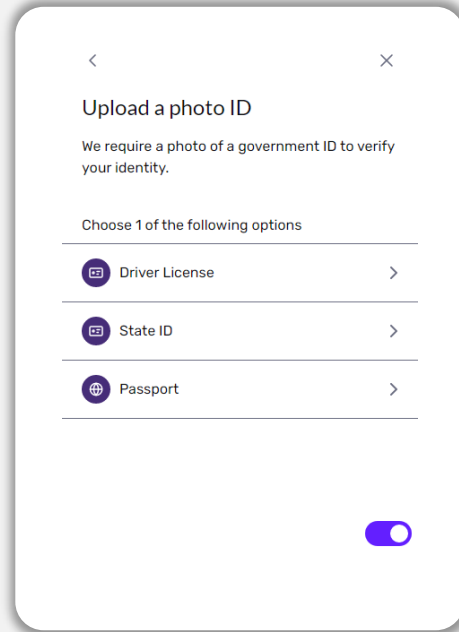 Upload a photo ID
We require a photo of a government ID to verify
your identity.
Choose 1 of the following options
Driver License
State ID
Passport